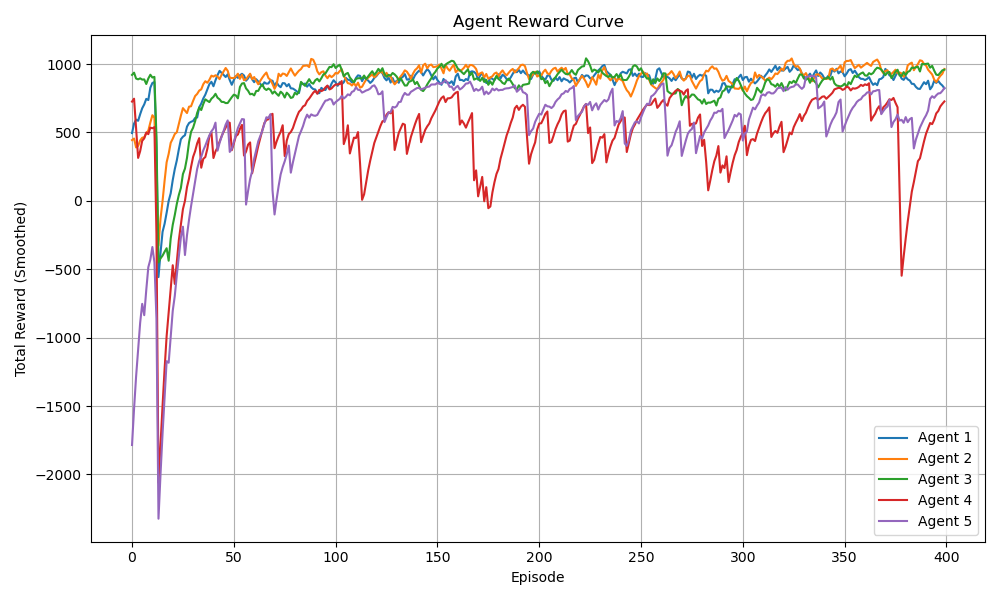 Agent Reward Curve
Total Reward (Smoothed)
1000
500
0
−500
−1000
−1500
−2000
0 50 100 150 200 250 300 350 400
Episode
Agent 1
Agent 2
Agent 3
Agent 4
Agent 5